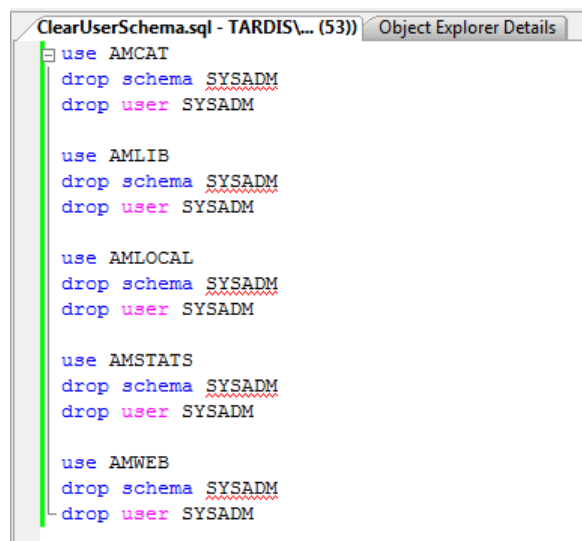 ClearUserSchema.sql - TARDIS\... (53)) Object Explorer Details
use AMCAT
drop schema SYSADM
drop user SYSADM
use AMLIB
drop schema SYSADM
drop user SYSADM
use AMLOCAL
drop schema SYSADM
drop user SYSADM
use AMSTATS
drop schema SYSADM
drop user SYSADM
use AMWEB
drop schema SYSADM
drop user SYSADM